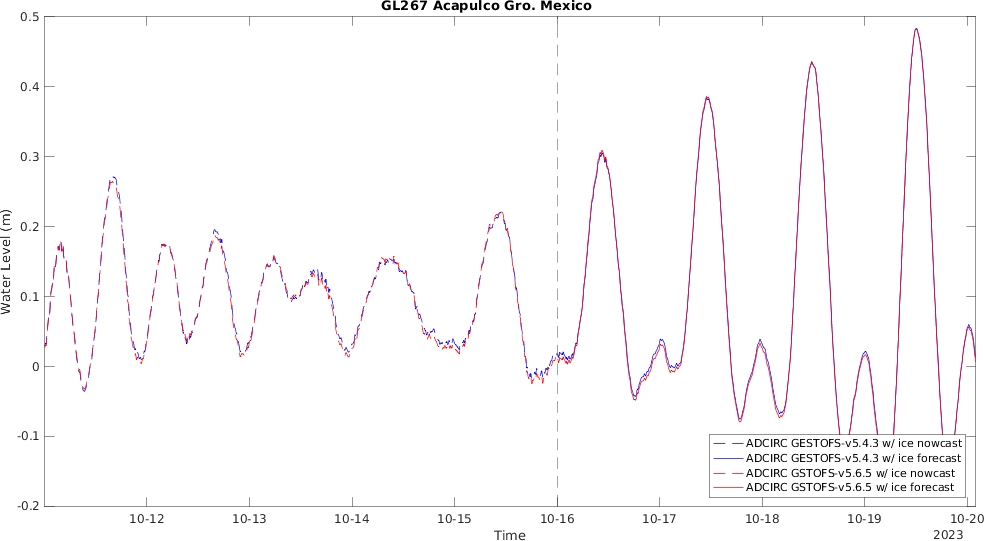 GL267 Acapulco Gro. Mexico
0.5
0.4
0.3
0.2
0.1
0
-0.1
-0.2
Water Level (m)
10-12 10-13 10-14 10-15 10-16 10-17 10-18 10-19 10-20
Time
2023
ADCIRC GESTOFS-v5.4.3 w/ ice nowcast
ADCIRC GESTOFS-v5.4.3 w/ ice forecast
ADCIRC GSTOFS-v5.6.5 w/ ice nowcast
ADCIRC GSTOFS-v5.6.5 w/ ice forecast